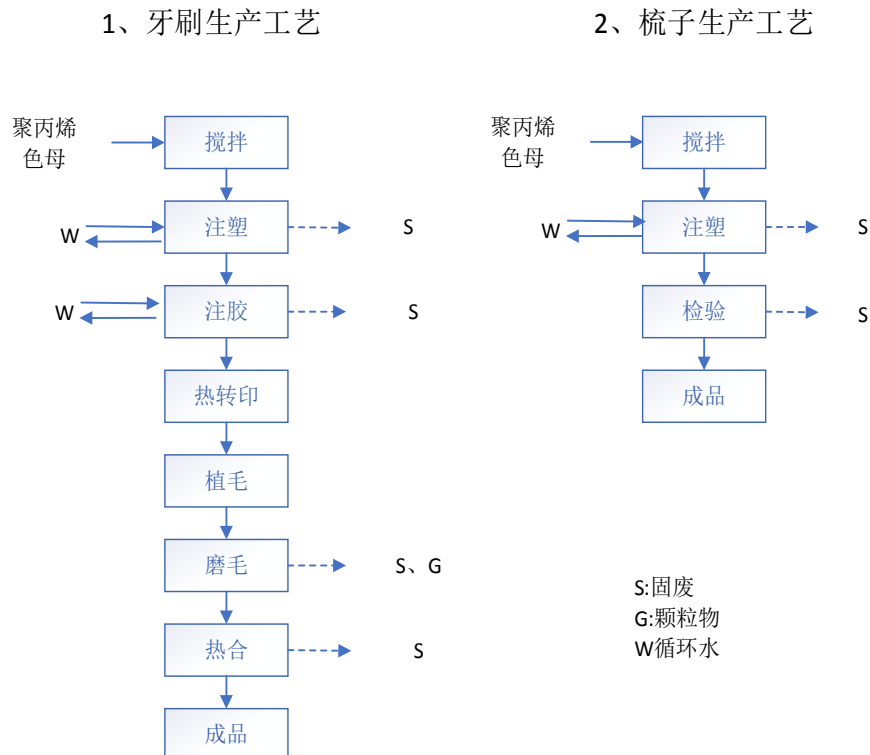 1、牙刷生产工艺
聚丙烯
色母
搅拌
W
注塑
S
W
注胶
S
热转印
植毛
磨毛
S、G
热合
S
成品
2、梳子生产工艺
聚丙烯
色母
搅拌
W
注塑
S
检验
S
成品
S:固废
G:颗粒物
W循环水